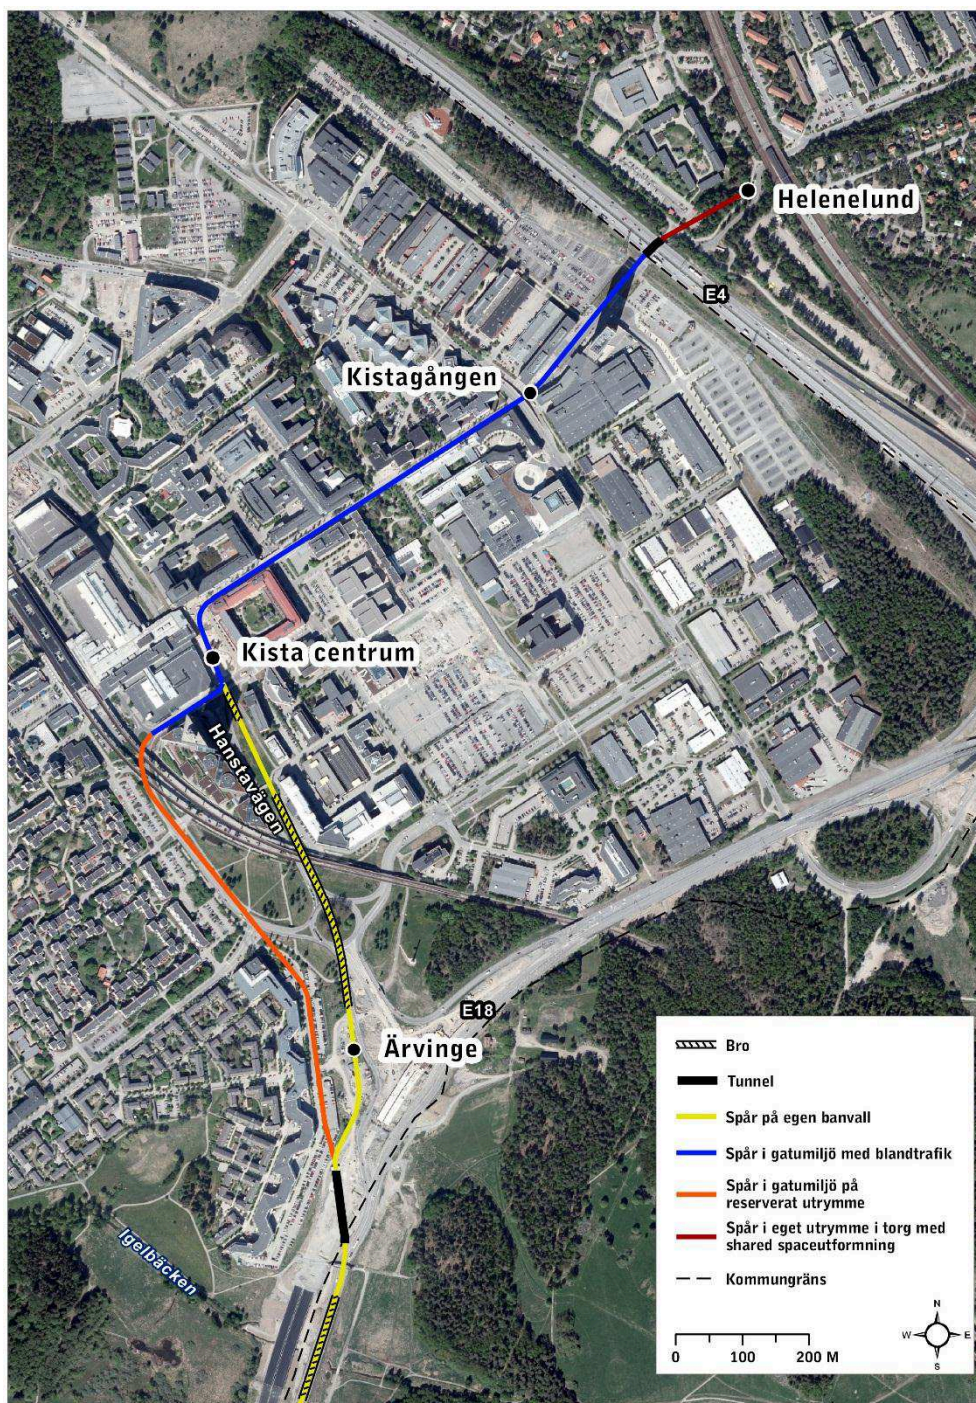 Helenelund
E4
Kistagången
Kista centrum
Hanstavägen
E18
Ärvinge
Igelbäcken
Bro
Tunnel
Spår på egen banvall
Spår i gatumiljö med blandtrafik
Spår i gatumiljö på
reserverat utrymme
Spår i eget utrymme i torg med
shared spaceutformning
Kommungräns
N
W
E
S
0
100
200 M